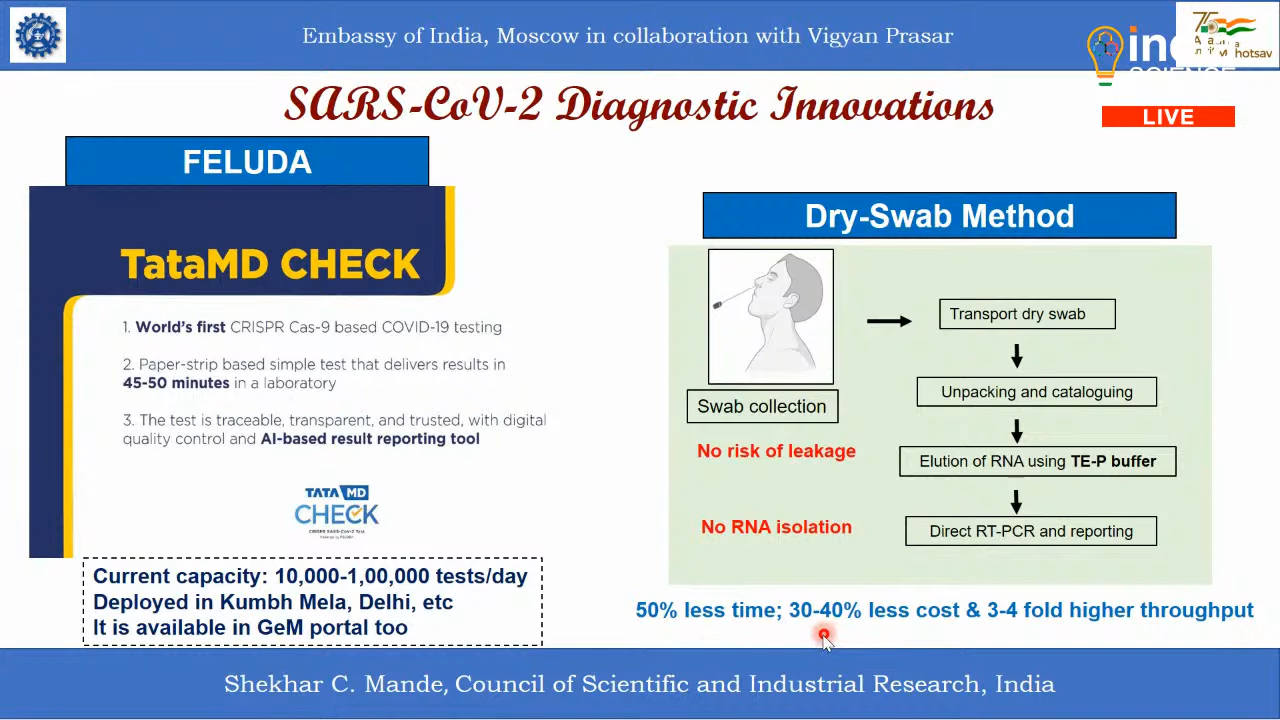 Embassy of India, Moscow in collaboration with Vigyan Prasar
SARS-CoV-2 Diagnostic Innovations
LIVE
FELUDA
TataMD CHECK
1. World's first CRISPR Cas-9 based COVID-19 testing
2. Paper-strip based simple test that delivers results in
45-50 minutes in a laboratory
3. The test is traceable, transparent, and trusted, with digital
quality control and AI-based result reporting tool
TATA MD
CHECK
Current capacity: 10,000-1,00,000 tests/day
Deployed in Kumbh Mela, Delhi, etc
It is available in GeM portal too
Dry-Swab Method
Swab collection
Transport dry swab
Unpacking and cataloguing
Elution of RNA using TE-P buffer
Direct RT-PCR and reporting
No risk of leakage
No RNA isolation
50% less time; 30-40% less cost & 3-4 fold higher throughput
Shekhar C. Mande, Council of Scientific and Industrial Research, India